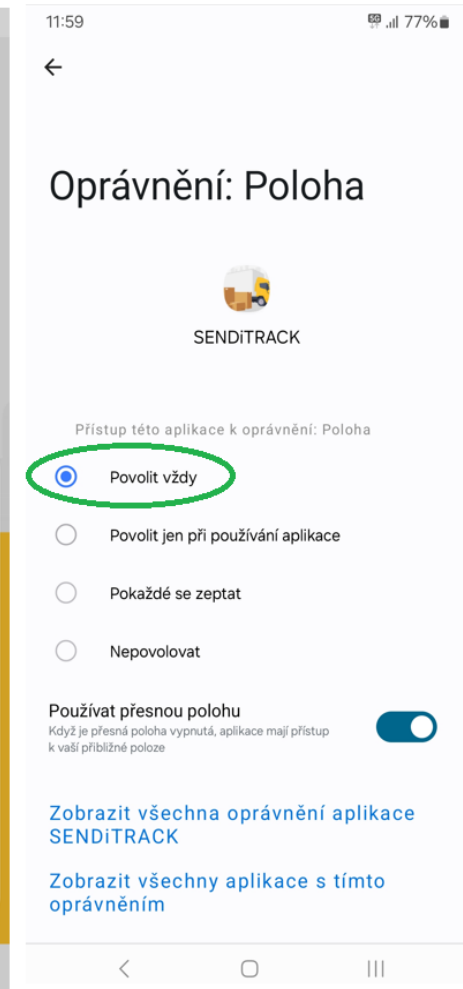 11:59
5G 77%
Oprávnění: Poloha
SENDiTRACK
Přístup této aplikace k oprávnění: Poloha
Povolit vždy
Povolit jen při používání aplikace
Pokaždé se zeptat
Nepovolovat
Používat přesnou polohu
Když je přesná poloha vypnutá, aplikace mají přístup
k vaší přibližné poloze
Zobrazit všechna oprávnění aplikace
SENDiTRACK
Zobrazit všechny aplikace s tímto
oprávněním